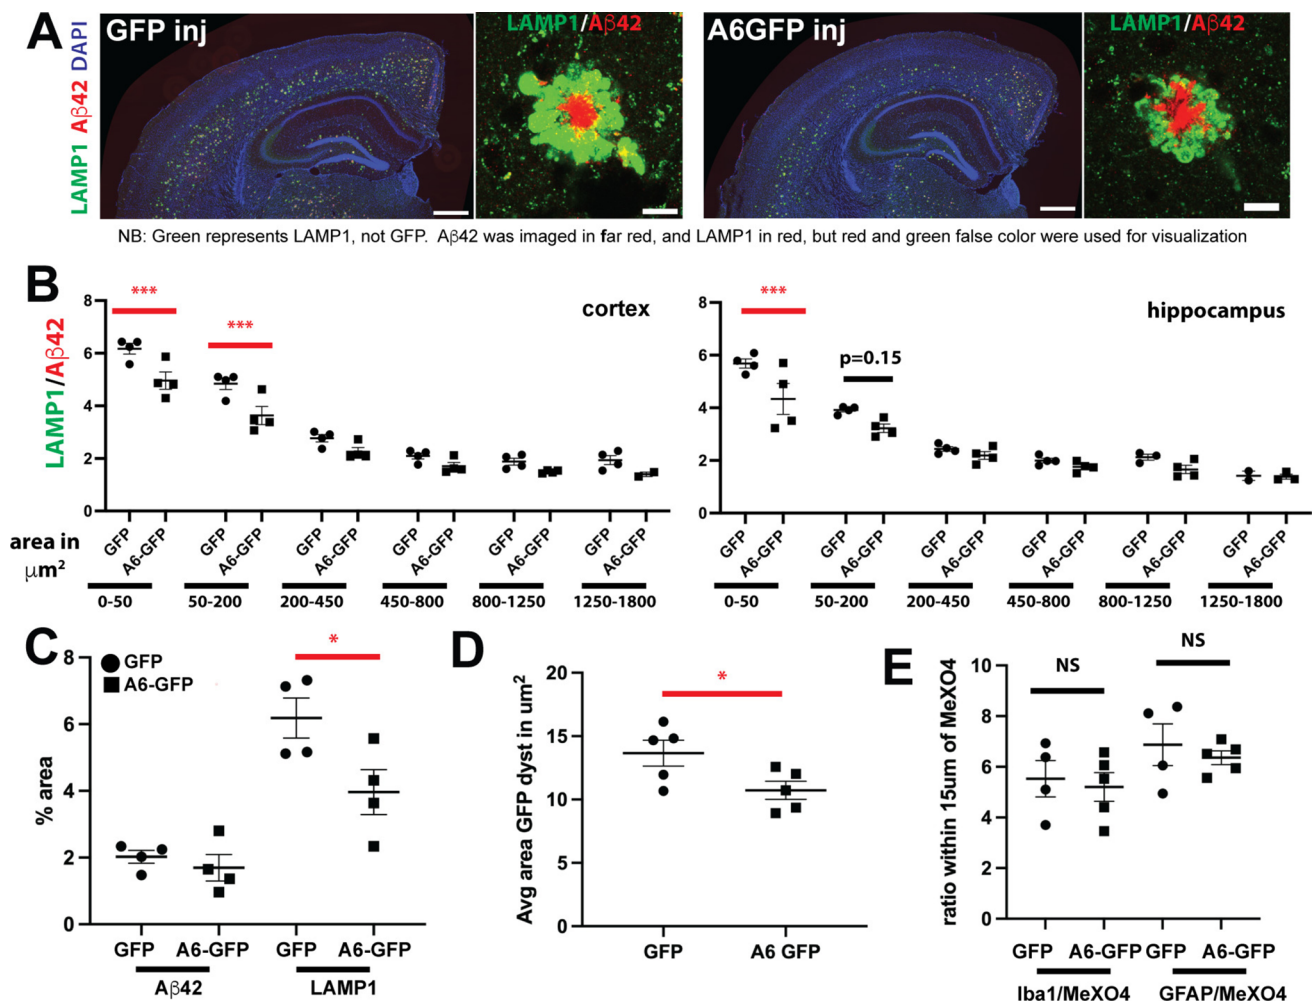 A
GFP inj
LAMP1/Aβ42
A6GFP inj
LAMP1/Aβ42
LAMP1 Aβ42 DAPI
NB: Green represents LAMP1, not GFP. Aβ42 was imaged in far red, and LAMP1 in red, but red and green false color were used for visualization
B
LAMP1/Aβ42
8
6
4
2
0
***
***
cortex
GFP
A6-GFP
GFP
A6-GFP
GFP
A6-GFP
GFP
A6-GFP
GFP
A6-GFP
GFP
A6-GFP
area in
μm²
0-50
50-200
200-450
450-800
800-1250
1250-1800
8
6
4
2
0
***
p=0.15
hippocampus
GFP
A6-GFP
GFP
A6-GFP
GFP
A6-GFP
GFP
A6-GFP
GFP
A6-GFP
GFP
A6-GFP
0-50
50-200
200-450
450-800
800-1250
1250-1800
C
GFP
A6-GFP
% area
8
6
4
2
0
*
GFP
A6-GFP
GFP
A6-GFP
Aβ42
LAMP1
D
Avg area GFP dyst in um²
20
15
10
5
0
*
GFP
A6 GFP
E
ratio within 15um of MeXO4
10
8
6
4
2
0
NS
NS
GFP
A6-GFP
GFP
A6-GFP
Iba1/MeXO4
GFAP/MeXO4